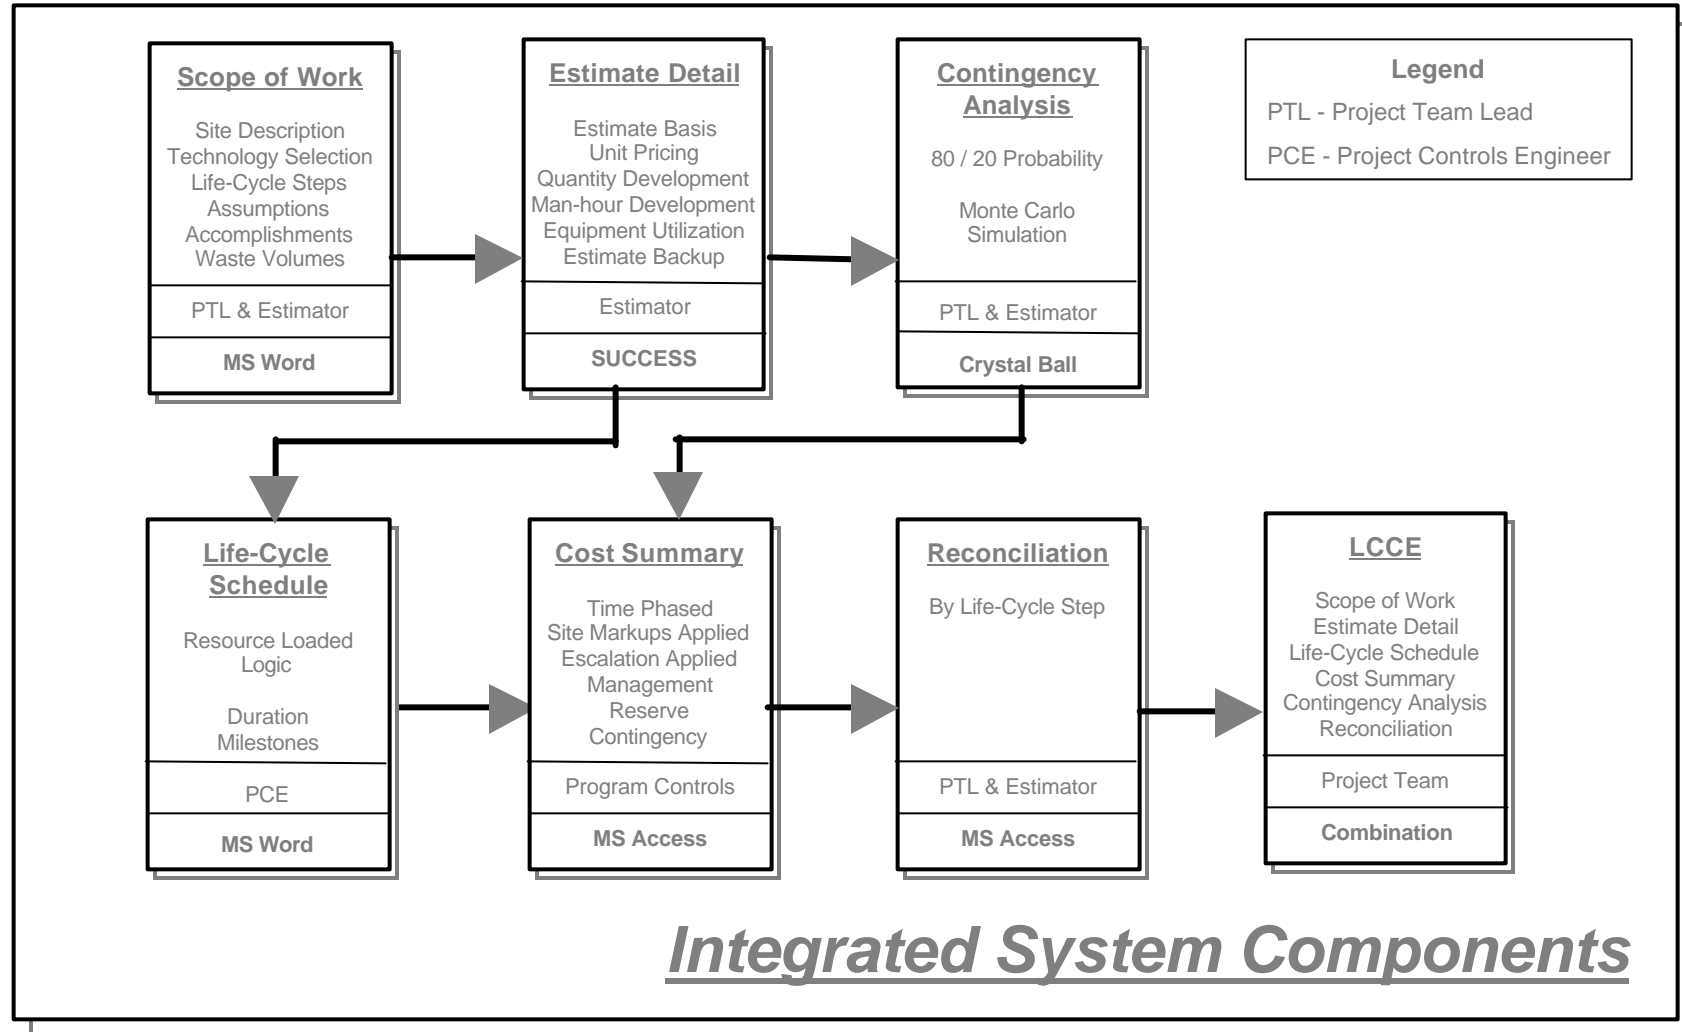 Scope of Work
Site Description
Technology Selection
Life-Cycle Steps
Assumptions
Accomplishments
Waste Volumes
PTL & Estimator
MS Word
Estimate Detail
Estimate Basis
Unit Pricing
Quantity Development
Man-hour Development
Equipment Utilization
Estimate Backup
Estimator
SUCCESS
Contingency
Analysis
80 / 20 Probability
Monte Carlo
Simulation
PTL & Estimator
Crystal Ball
Legend
PTL - Project Team Lead
PCE - Project Controls Engineer
Life-Cycle
Schedule
Resource Loaded
Logic
Duration
Milestones
PCE
MS Word
Cost Summary
Time Phased
Site Markups Applied
Escalation Applied
Management
Reserve
Contingency
Program Controls
MS Access
Reconciliation
By Life-Cycle Step
PTL & Estimator
MS Access
LCCE
Scope of Work
Estimate Detail
Life-Cycle Schedule
Cost Summary
Contingency Analysis
Reconciliation
Project Team
Combination
Integrated System Components